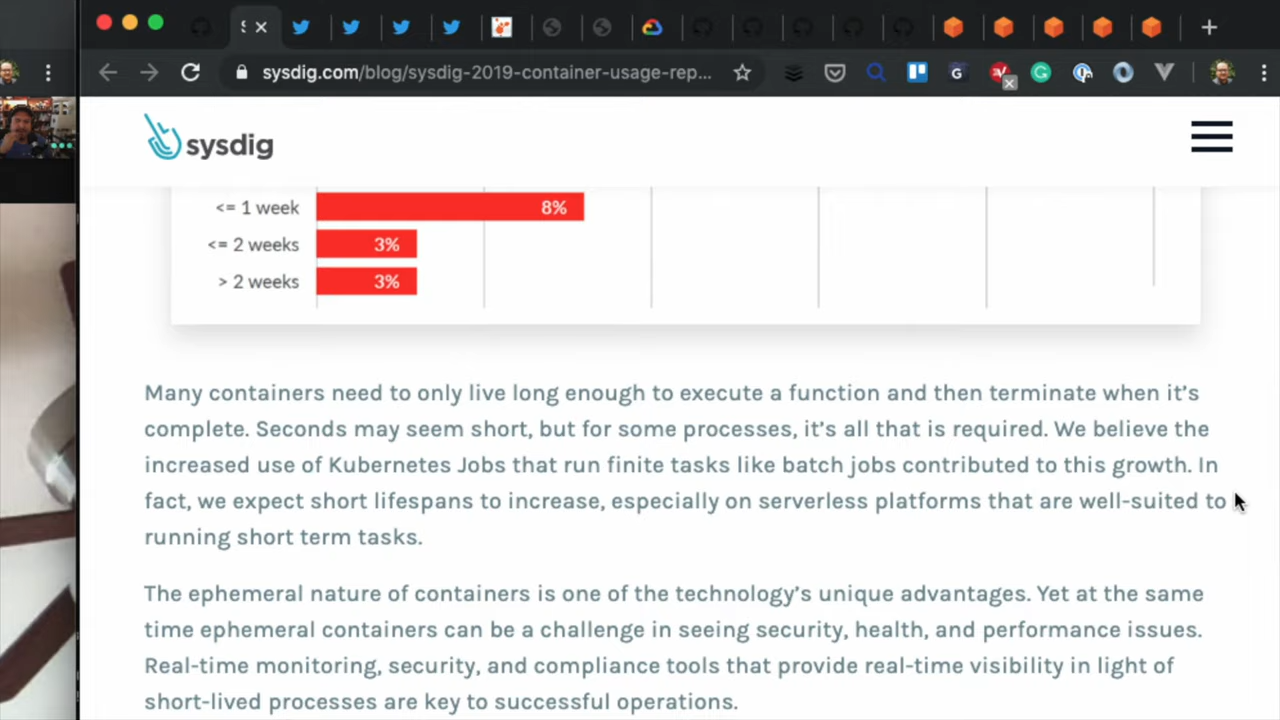 S
sysdig.com/blog/sysdig-2019-container-usage-rep...
sysdig
<= 1 week 8%
<= 2 weeks 3%
> 2 weeks 3%
Many containers need to only live long enough to execute a function and then terminate when it’s
complete. Seconds may seem short, but for some processes, it’s all that is required. We believe the
increased use of Kubernetes Jobs that run finite tasks like batch jobs contributed to this growth. In
fact, we expect short lifespans to increase, especially on serverless platforms that are well-suited to
running short term tasks.
The ephemeral nature of containers is one of the technology’s unique advantages. Yet at the same
time ephemeral containers can be a challenge in seeing security, health, and performance issues.
Real-time monitoring, security, and compliance tools that provide real-time visibility in light of
short-lived processes are key to successful operations.